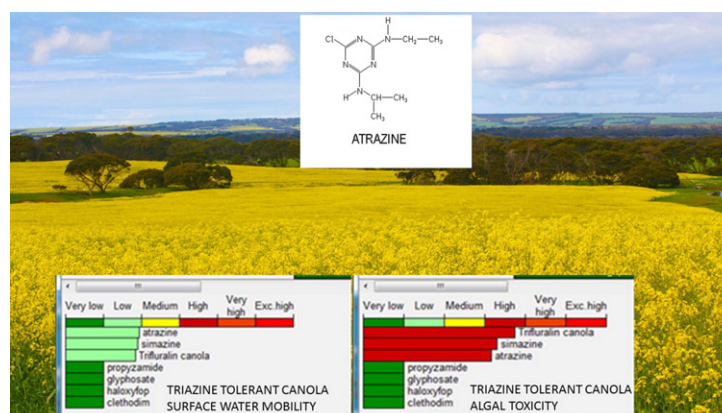 H
Cl
N
N
CH₂
CH₃
N
N
N
H
CH
CH₃
CH₃
ATRAZINE
Very low Low Medium High Very high Exc.high
atrazine
simazine
Trifluralin canola
propyzamide
glyphosate
haloxyfop
clethodim
TRIAZINE TOLERANT CANOLA
SURFACE WATER MOBILITY
Very low Low Medium High Very high Exc.high
Trifluralin canola
simazine
atrazine
propyzamide
glyphosate
haloxyfop
clethodim
TRIAZINE TOLERANT CANOLA
ALGAL TOXICITY